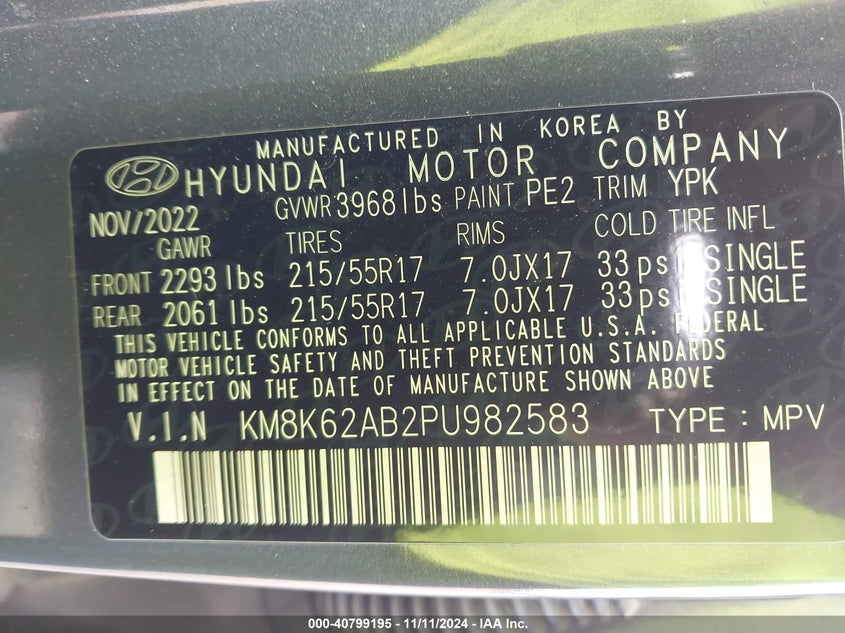 MANUFACTURED IN KOREA BY
HYUNDAI MOTOR COMPANY
NOV/2022 GVWR 3968 lbs PAINT PE2 TRIM YPK
GAWR TIRES RIMS COLD TIRE INFL
FRONT 2293 lbs 215/55R17 7.0JX17 33 psi SINGLE
REAR 2061 lbs 215/55R17 7.0JX17 33 psi SINGLE
THIS VEHICLE CONFORMS TO ALL APPLICABLE U.S.A. FEDERAL
MOTOR VEHICLE SAFETY AND THEFT PREVENTION STANDARDS
IN EFFECT ON THE DATE OF MANUFACTURE SHOWN ABOVE
V.I.N KM8K62AB2PU982583 TYPE : MPV
000-40799195 - 11/11/2024 - IAA Inc.